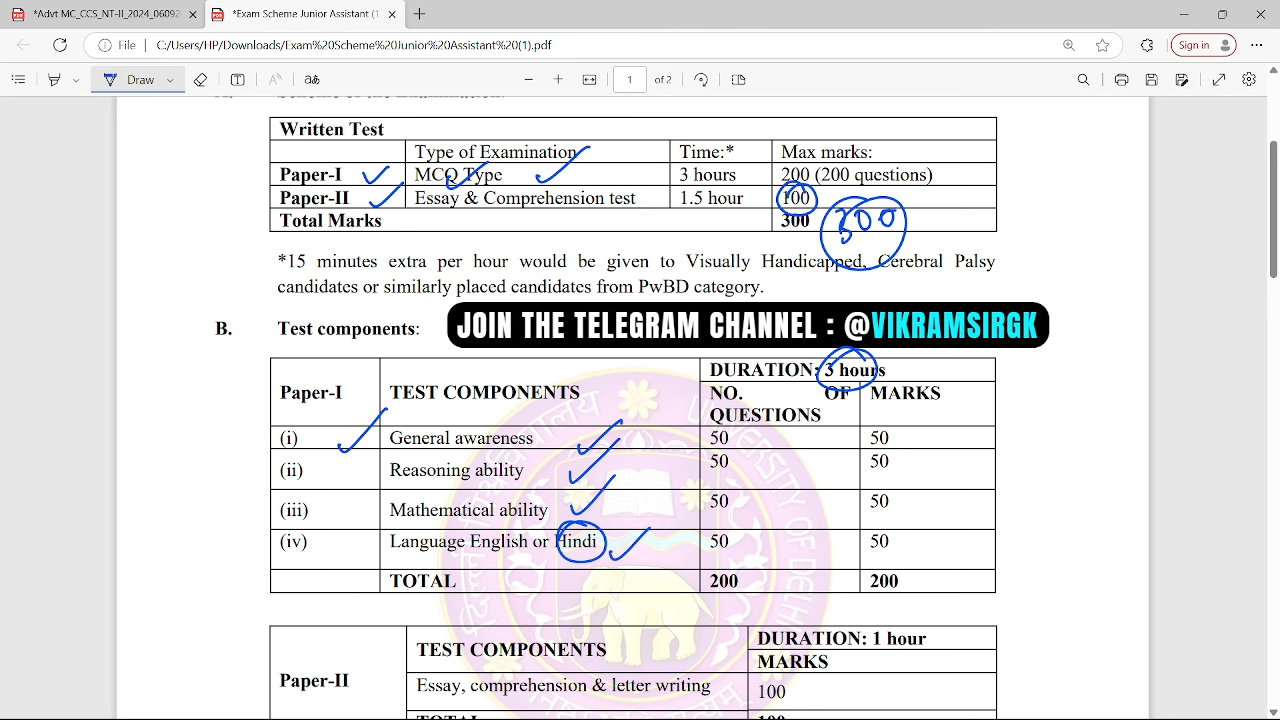 *Advt MC_CCS_NT-II_2024_0609
*Exam Scheme Junior Assistant (1
File
C:/Users/HP/Downloads/Exam%20Scheme%20Junior%20Assistant%20(1).pdf
Sign in
Draw
1 of 2
Written Test
Type of Examination Time:* Max marks:
Paper-I MCQ Type 3 hours 200 (200 questions)
Paper-II Essay & Comprehension test 1.5 hour 100
Total Marks 300
300
*15 minutes extra per hour would be given to Visually Handicapped, Cerebral Palsy
candidates or similarly placed candidates from PwBD category.
B. Test components:
JOIN THE TELEGRAM CHANNEL : @VIKRAMSIRGK
Paper-I TEST COMPONENTS DURATION: 3 hours
NO. OF QUESTIONS MARKS
(i) General awareness 50 50
(ii) Reasoning ability 50 50
(iii) Mathematical ability 50 50
(iv) Language English or Hindi 50 50
TOTAL 200 200
Paper-II TEST COMPONENTS DURATION: 1 hour
MARKS
Essay, comprehension & letter writing 100